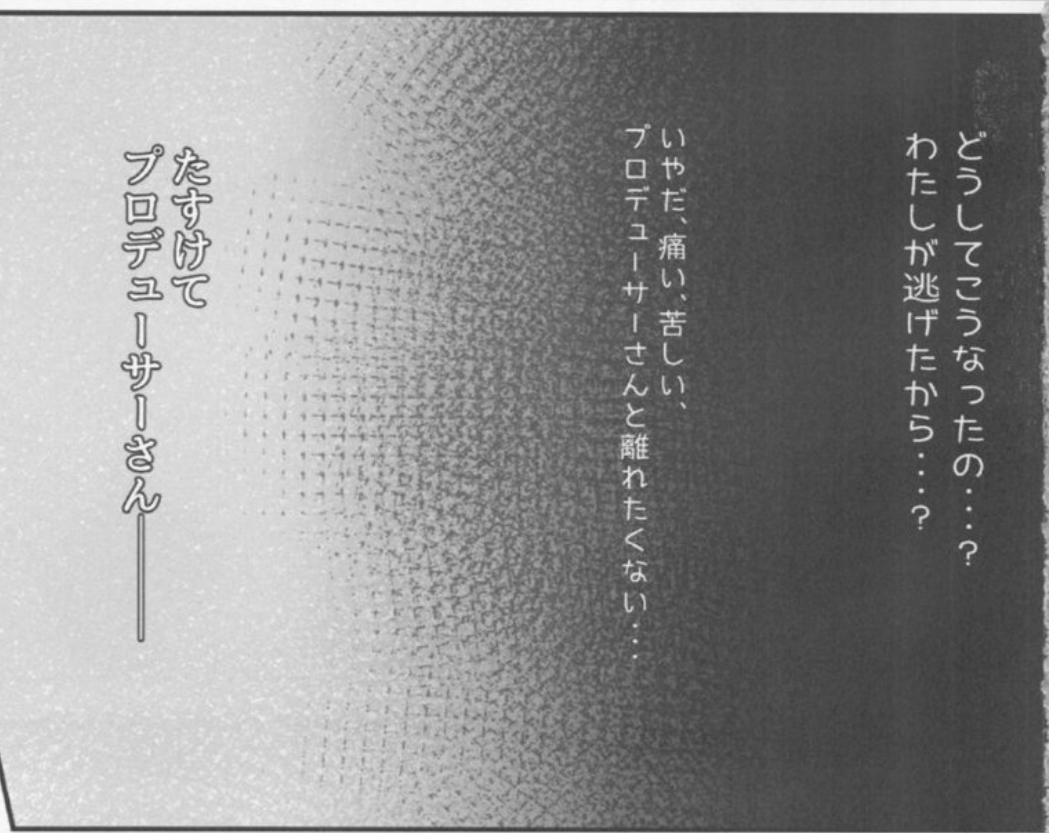 どうしてこうなったの・・・？
わたしが逃げたから・・・・？
いやだ、痛い、苦しい、
プロデューサーさんと離れたくない・・・
たすけて
プロデューサーさん――